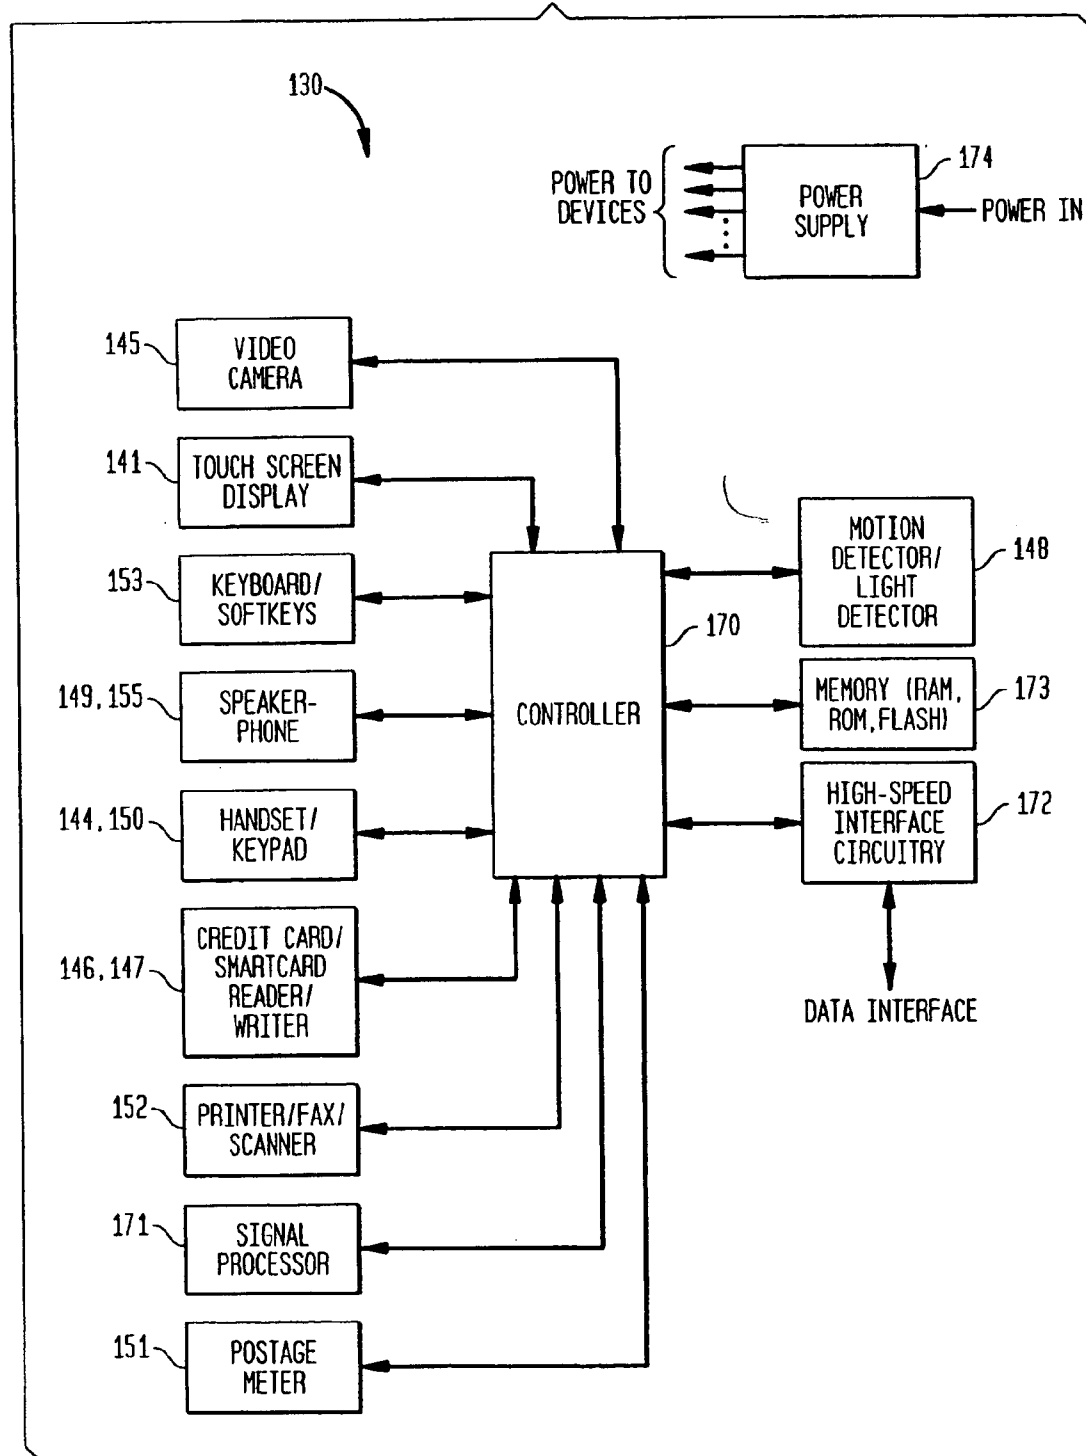 130
174
POWER TO
DEVICES
POWER
SUPPLY
POWER IN
145
VIDEO
CAMERA
141
TOUCH SCREEN
DISPLAY
153
KEYBOARD/
SOFTKEYS
149, 155
SPEAKER-
PHONE
144, 150
HANDSET/
KEYPAD
146, 147
CREDIT CARD/
SMARTCARD
READER/
WRITER
152
PRINTER/FAX/
SCANNER
171
SIGNAL
PROCESSOR
151
POSTAGE
METER
CONTROLLER
170
MOTION
DETECTOR/
LIGHT
DETECTOR
148
MEMORY (RAM,
ROM, FLASH)
173
HIGH-SPEED
INTERFACE
CIRCUITRY
172
DATA INTERFACE